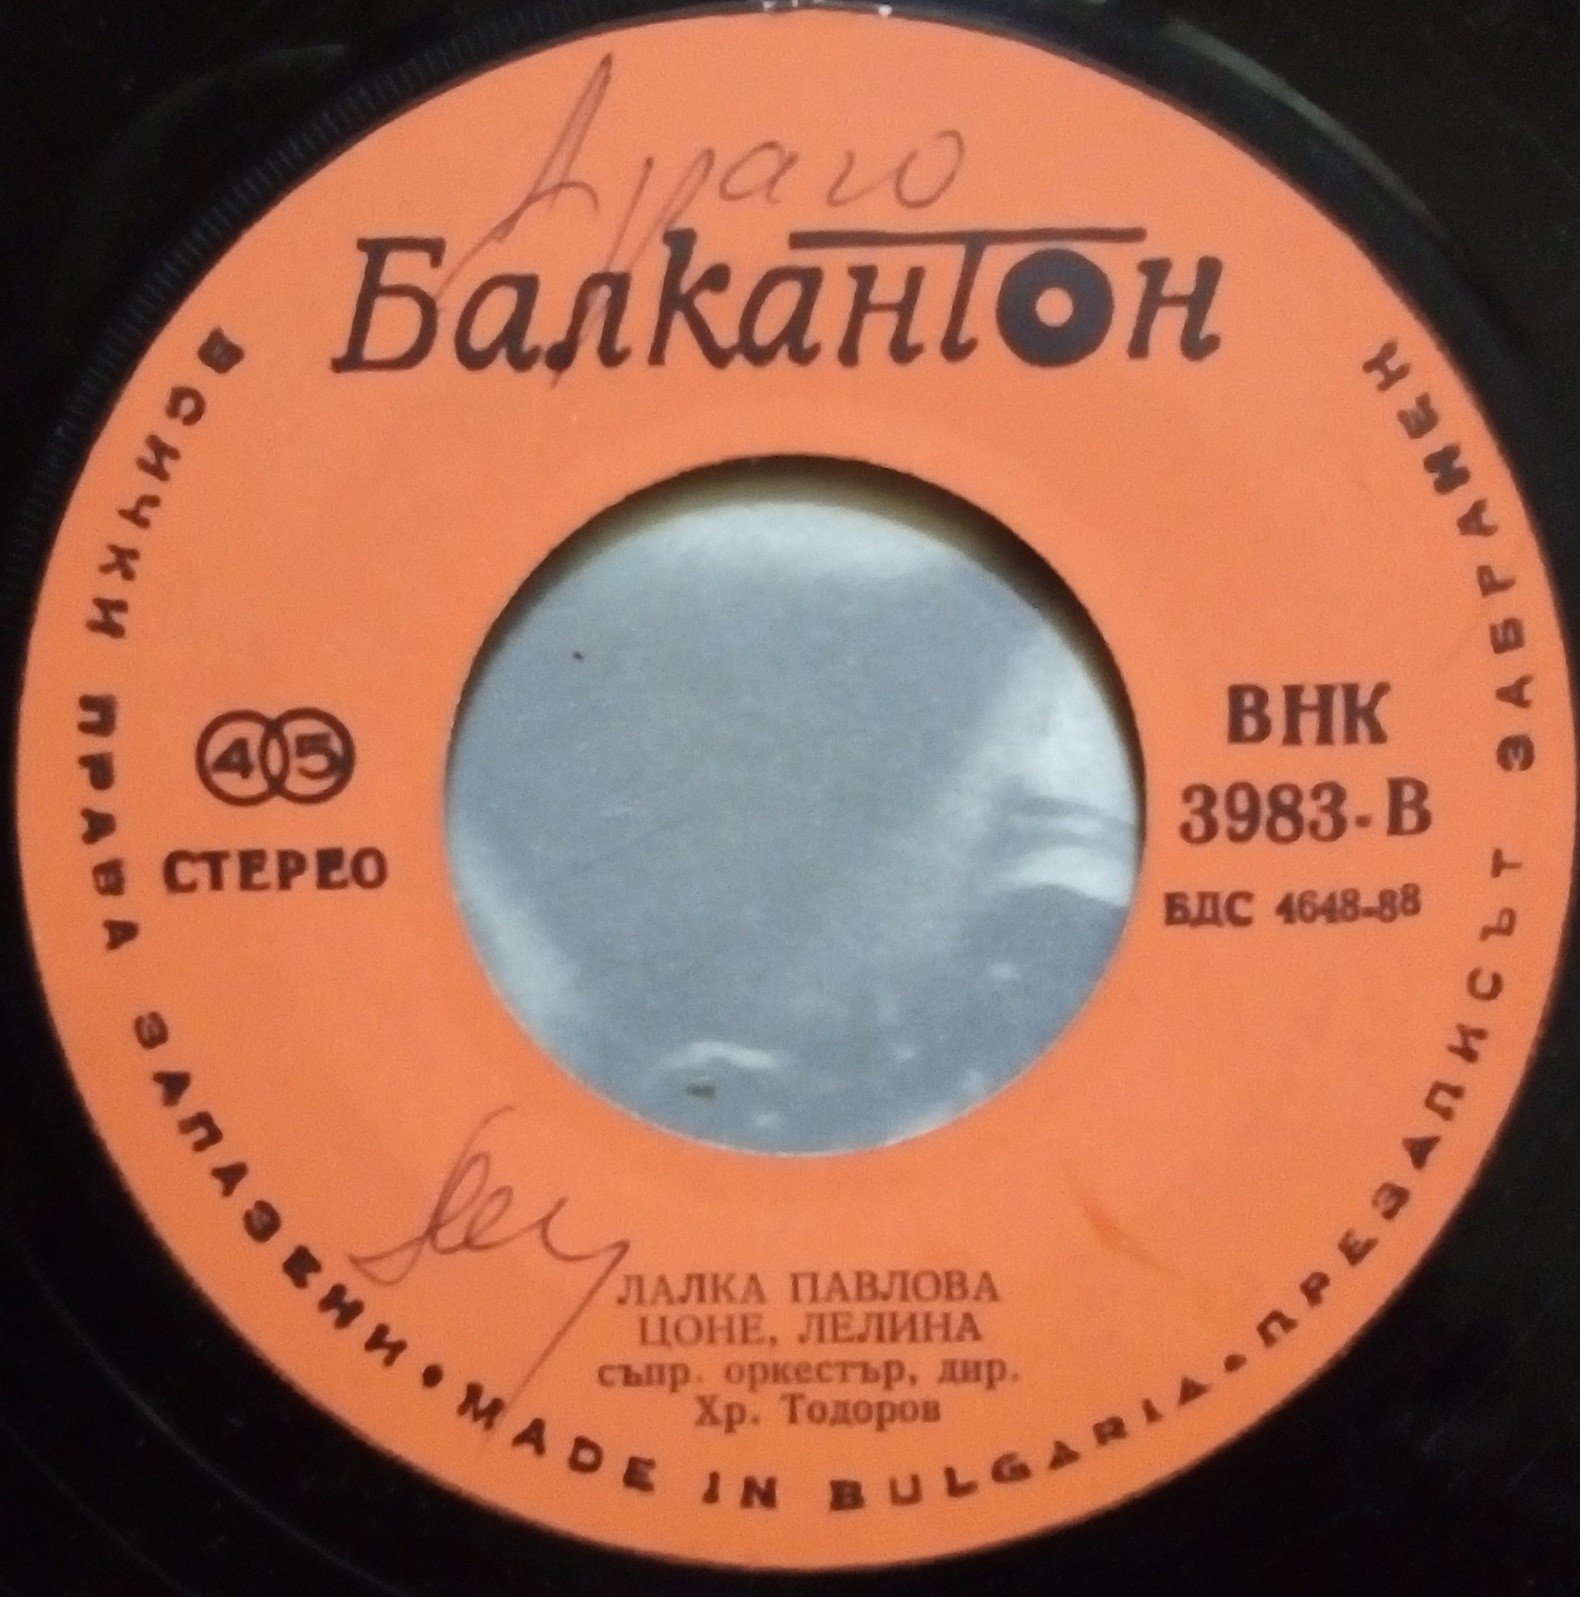 Драго
Балкантон
ВСИЧКИ ПРАВА ЗАПАЗЕНИ • MADE IN BULGARIA • ПРЕЗАПИСЪТ ЗАБРАНЕН
45
СТЕРЕО
ВНК
3983-В
БДС 4648-88
ЛАЛКА ПАВЛОВА
ЦОНЕ, ЛЕЛИНА
съпр. оркестър, дир.
Хр. Тодоров